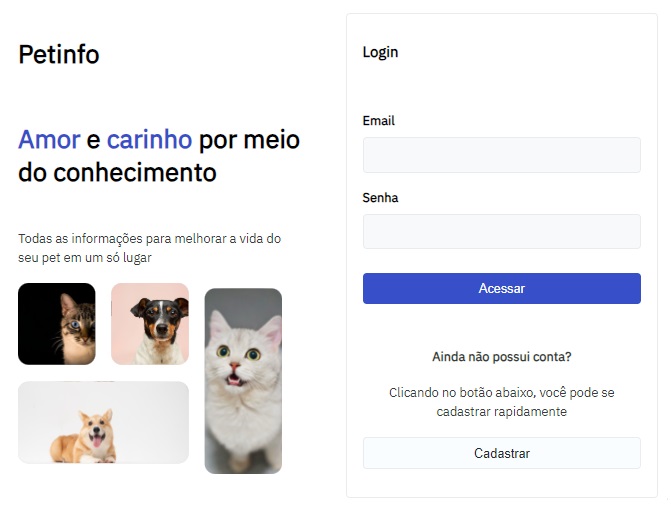 Petinfo
Amor e carinho por meio
do conhecimento
Todas as informações para melhorar a vida do
seu pet em um só lugar
Login
Email
Senha
Acessar
Ainda não possui conta?
Clicando no botão abaixo, você pode se
cadastrar rapidamente
Cadastrar